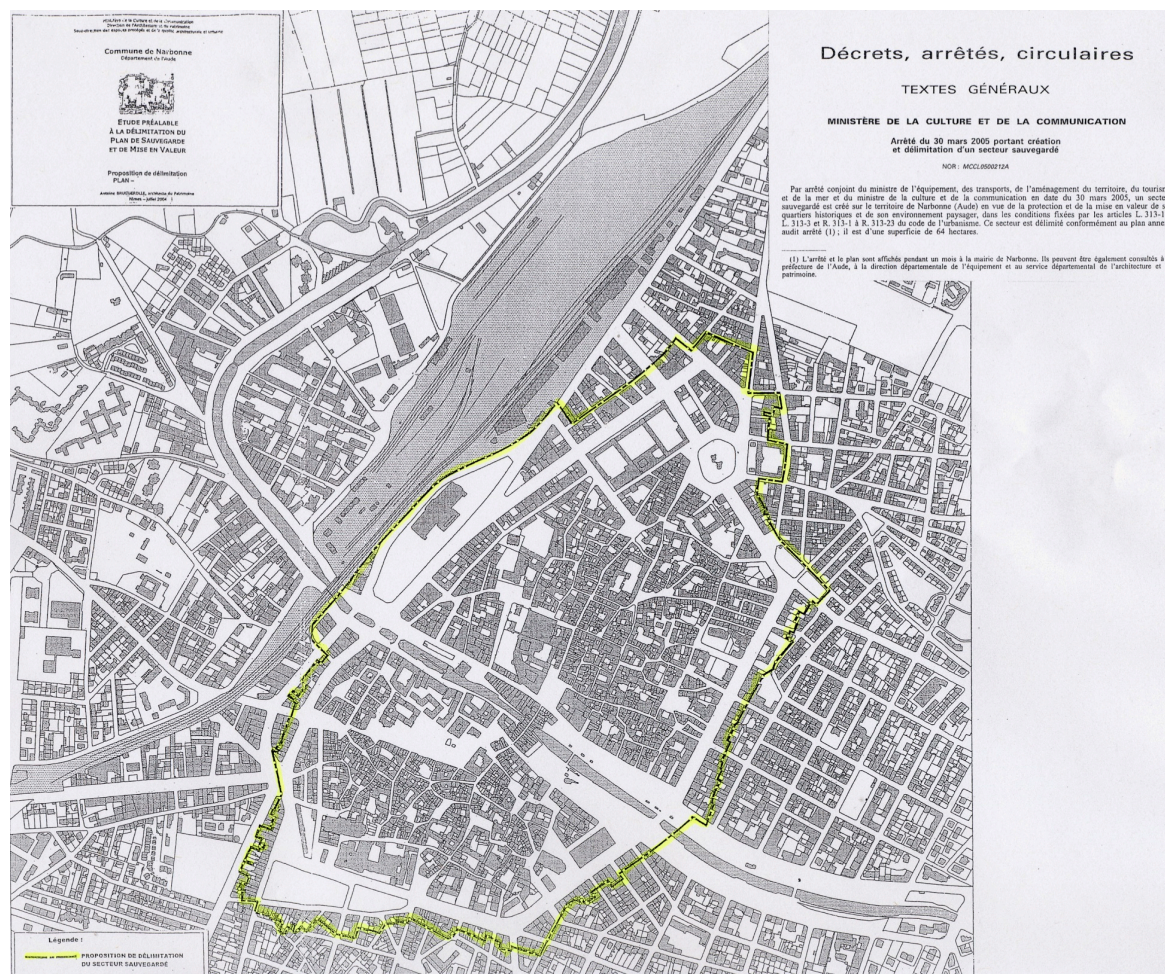 Commune de Narbonne
Département de l'Aude
ETUDE PRÉALABLE
À LA DÉLIMITATION DU
PLAN DE SAUVEGARDE
ET DE MISE EN VALEUR
Proposition de délimitation
PLAN –
Nîmes – juillet 2004
Décrets, arrêtés, circulaires
TEXTES GÉNÉRAUX
MINISTÈRE DE LA CULTURE ET DE LA COMMUNICATION
Arrêté du 30 mars 2005 portant création
et délimitation d'un secteur sauvegardé
NOR : MCCL0500212A
Par arrêté conjoint du ministre de l'équipement, des transports, de l'aménagement du territoire, du touris
et de la mer et du ministre de la culture et de la communication en date du 30 mars 2005, un secte
sauvegardé est créé sur le territoire de Narbonne (Aude) en vue de la protection et de la mise en valeur de s
quartiers historiques et de son environnement paysager, dans les conditions fixées par les articles L. 313-1
L. 313-3 et R. 313-1 à R. 313-23 du code de l'urbanisme. Ce secteur est délimité conformément au plan anne
audit arrêté (1) ; il est d'une superficie de 64 hectares.
(1) L'arrêté et le plan sont affichés pendant un mois à la mairie de Narbonne. Ils peuvent être également consultés à
préfecture de l'Aude, à la direction départementale de l'équipement et au service départemental de l'architecture et
patrimoine.
Légende :
PROPOSITION DE DÉLIMITATION
DU SECTEUR SAUVEGARDÉ